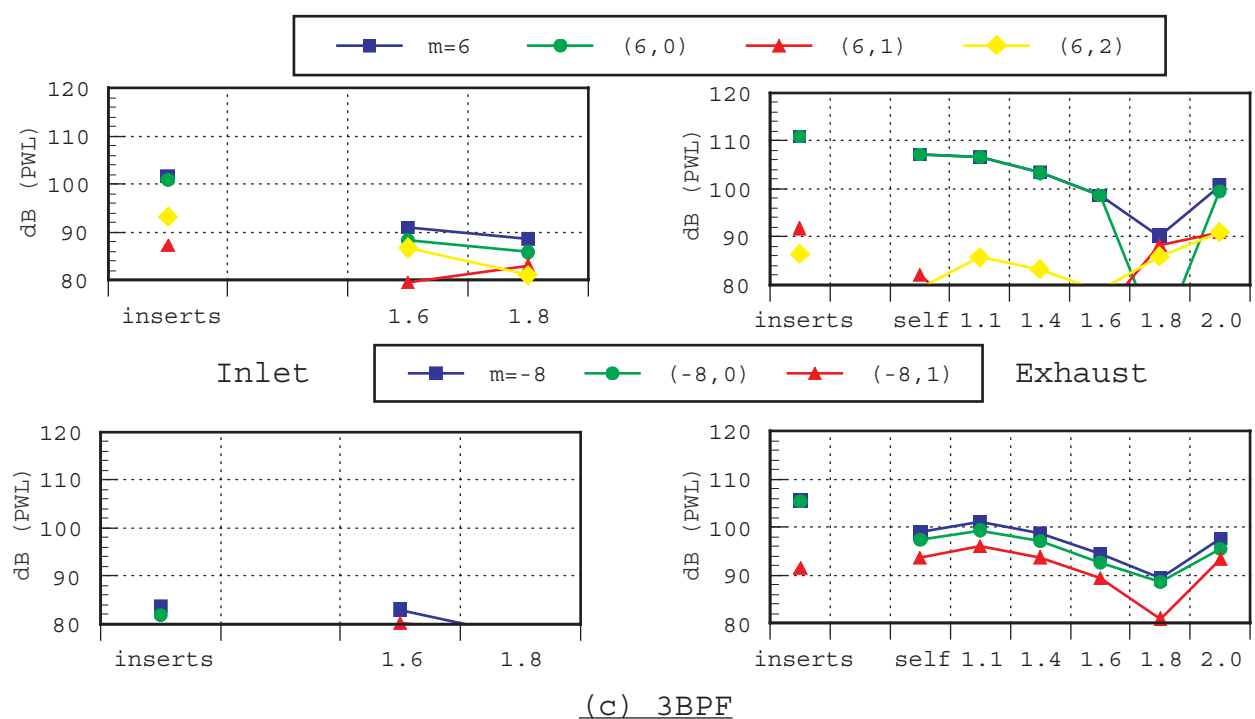 m=6 (6,0) (6,1) (6,2)
120
110
100
90
80
dB (PWL)
inserts 1.6 1.8
120
110
100
90
80
dB (PWL)
inserts self 1.1 1.4 1.6 1.8 2.0
Inlet
m=-8 (-8,0) (-8,1)
Exhaust
120
110
100
90
80
dB (PWL)
inserts 1.6 1.8
120
110
100
90
80
dB (PWL)
inserts self 1.1 1.4 1.6 1.8 2.0
(c) 3BPF